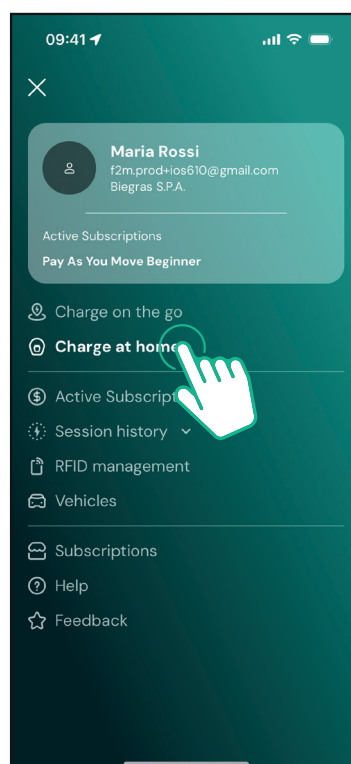 09:41
Maria Rossi
f2m.prod+ios610@gmail.com
Biegras S.P.A.
Active Subscriptions
Pay As You Move Beginner
Charge on the go
Charge at home
Active Subscript
Session history
RFID management
Vehicles
Subscriptions
Help
Feedback